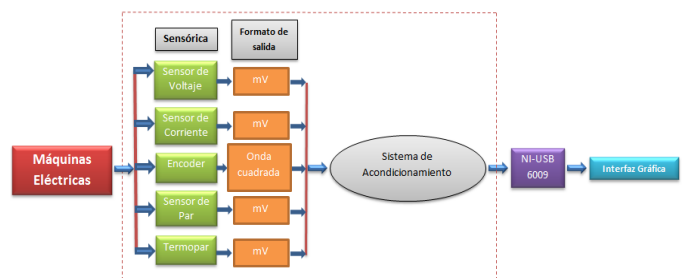 Sensórica
Formato de
salida
Sensor de
Voltaje
mV
Sensor de
Corriente
mV
Máquinas
Eléctricas
Encoder
Onda
cuadrada
Sistema de
Acondicionamiento
NI-USB
6009
Interfaz Gráfica
Sensor de
Par
mV
Termopar
mV